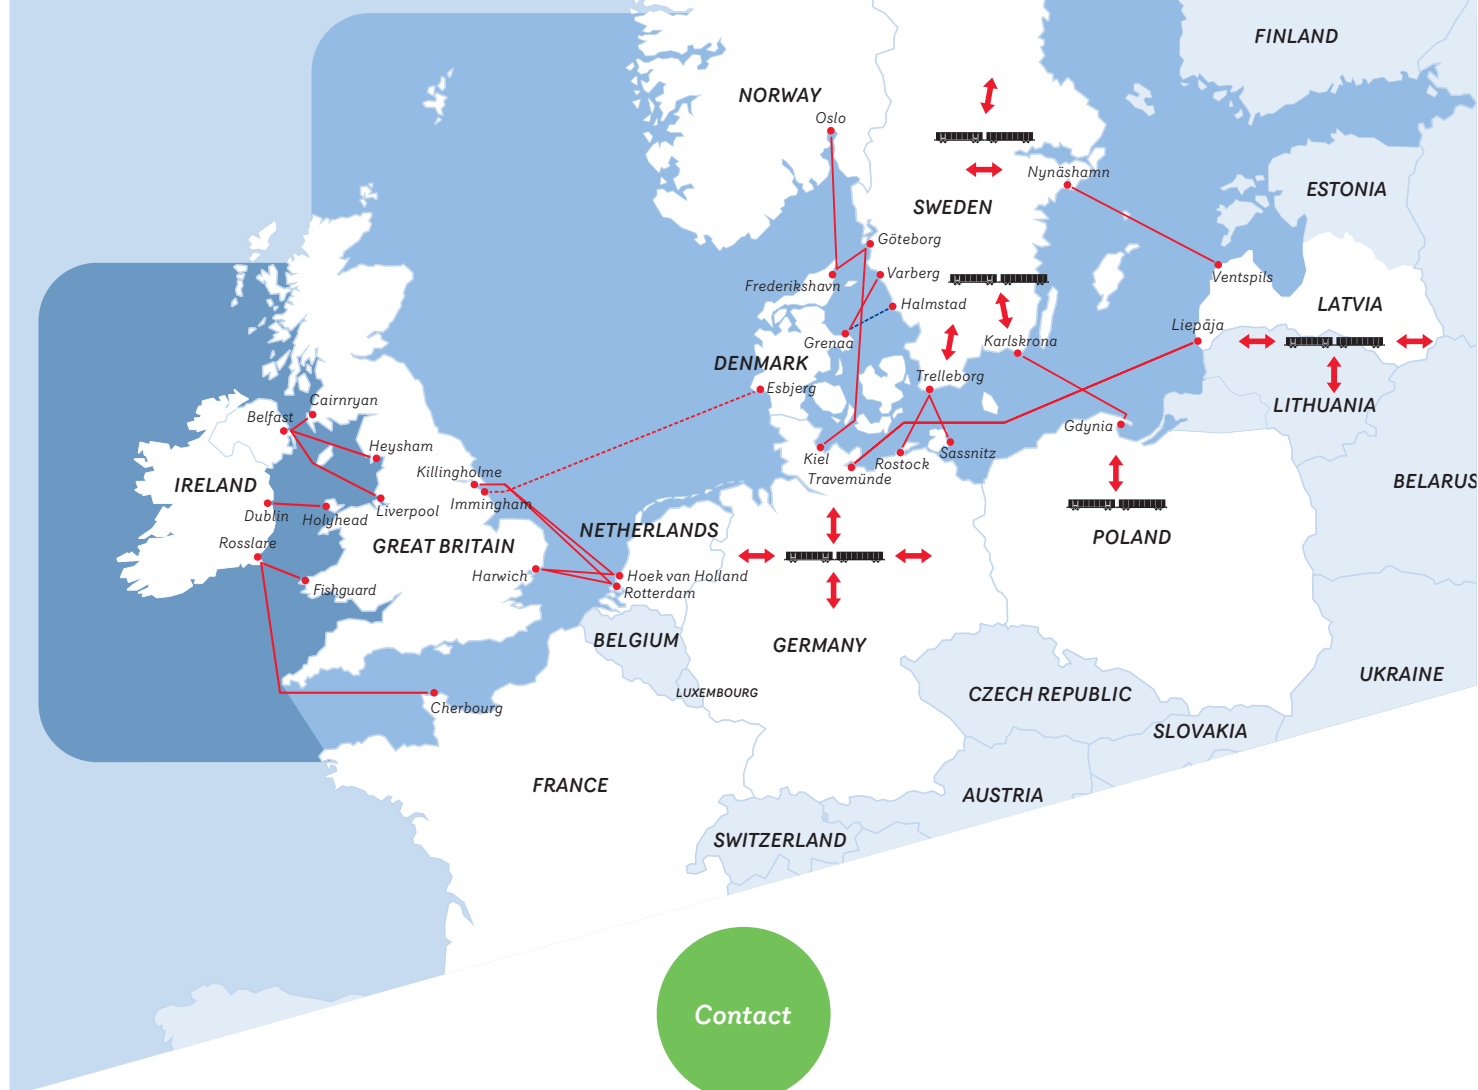 FINLAND
NORWAY
Oslo
Nynäshamn
ESTONIA
SWEDEN
Göteborg
Varberg
Frederikshavn
Ventspils
Halmstad
LATVIA
Liepāja
Grenaa
Karlskrona
DENMARK
Trelleborg
Esbjerg
Cairnryan
LITHUANIA
Belfast
Gdynia
Heysham
Sassnitz
Kiel
Rostock
Killingholme
Travemünde
BELARUS
IRELAND
Immingham
Liverpool
Dublin
Holyhead
NETHERLANDS
POLAND
Rosslare
GREAT BRITAIN
Harwich
Hoek van Holland
Fishguard
Rotterdam
BELGIUM
GERMANY
UKRAINE
LUXEMBOURG
CZECH REPUBLIC
Cherbourg
SLOVAKIA
FRANCE
AUSTRIA
SWITZERLAND
Contact